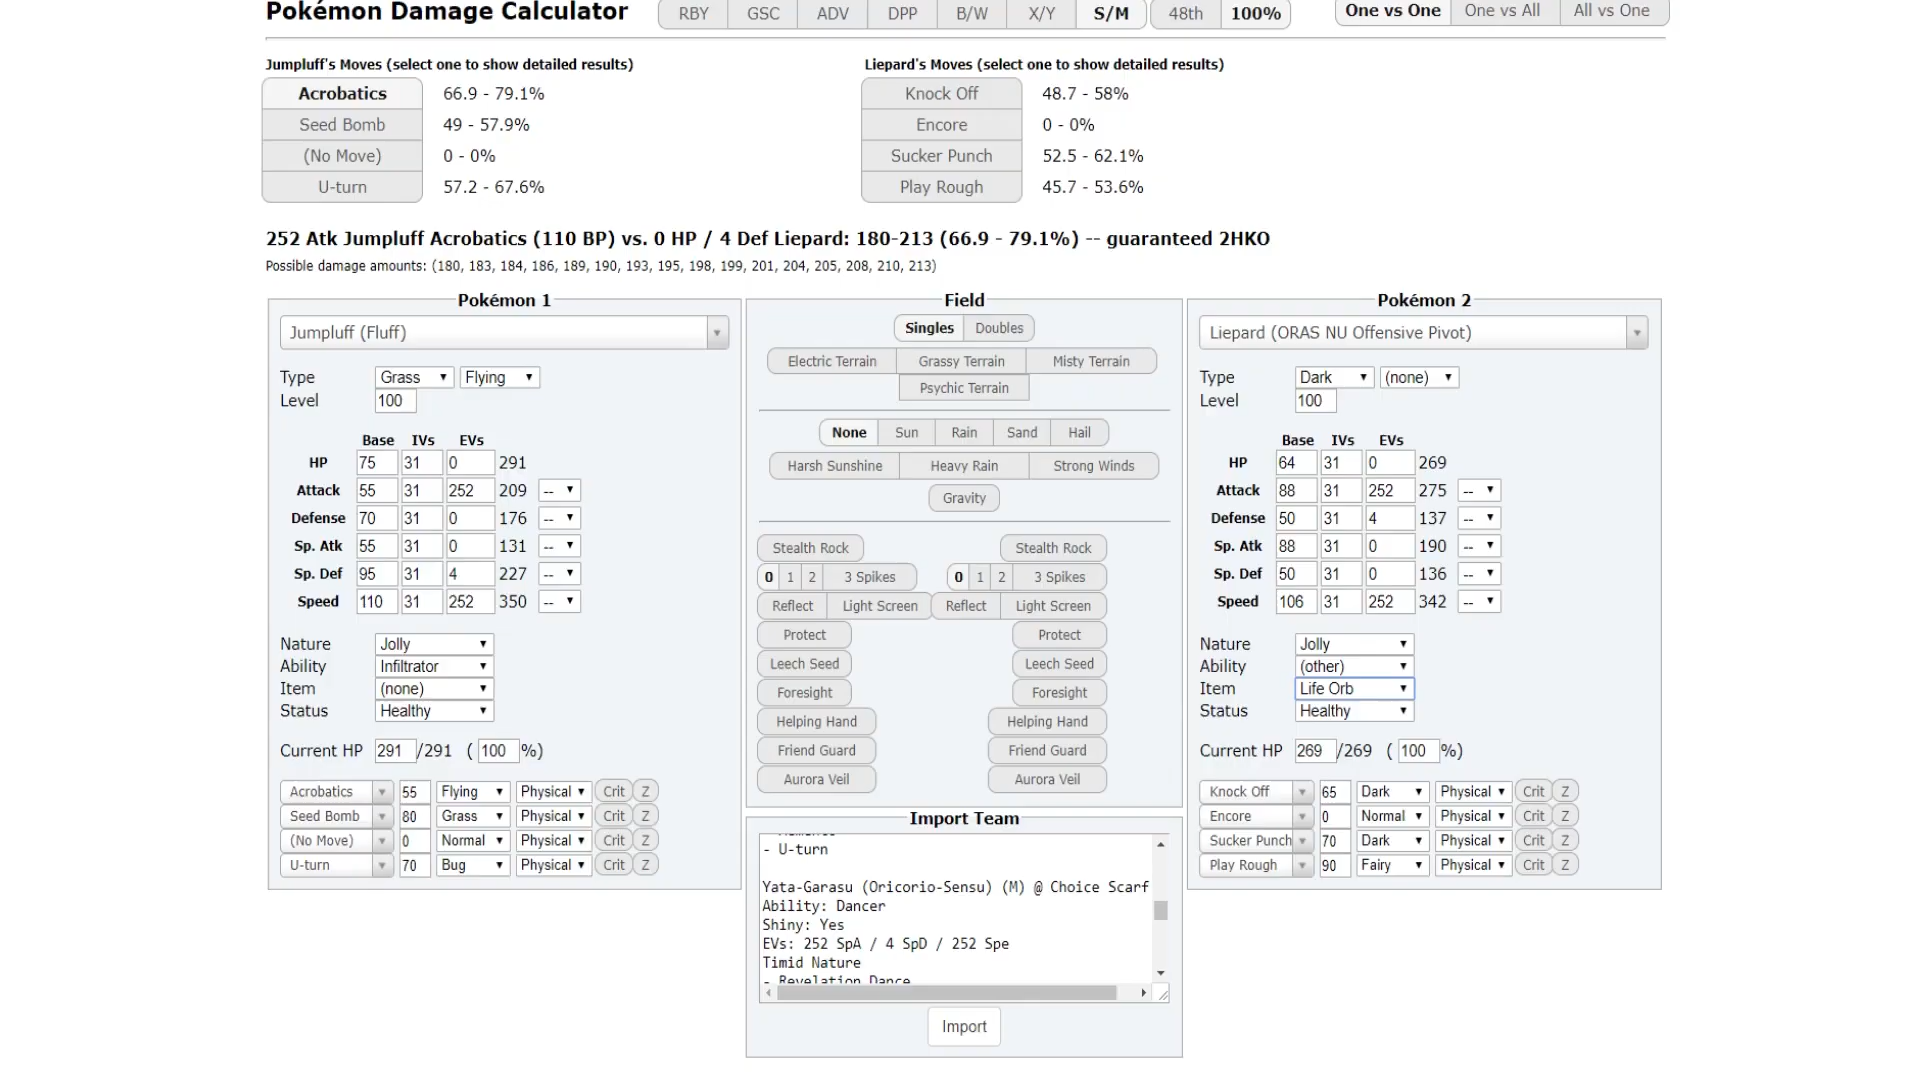 Pokémon Damage Calculator RBY GSC ADV DPP B/W X/Y S/M 48th 100% One vs One One vs All All vs One
Jumpluff's Moves (select one to show detailed results) Liepard's Moves (select one to show detailed results)
Acrobatics 66.9 - 79.1% Knock Off 48.7 - 58%
Seed Bomb 49 - 57.9% Encore 0 - 0%
(No Move) 0 - 0% Sucker Punch 52.5 - 62.1%
U-turn 57.2 - 67.6% Play Rough 45.7 - 53.6%
252 Atk Jumpluff Acrobatics (110 BP) vs. 0 HP / 4 Def Liepard: 180-213 (66.9 - 79.1%) -- guaranteed 2HKO
Possible damage amounts: (180, 183, 184, 186, 189, 190, 193, 195, 198, 199, 201, 204, 205, 208, 210, 213)
Pokémon 1
Jumpluff (Fluff)
Type Grass Flying
Level 100
Base IVs EVs
HP 75 31 0 291
Attack 55 31 252 209 --
Defense 70 31 0 176 --
Sp. Atk 55 31 0 131 --
Sp. Def 95 31 4 227 --
Speed 110 31 252 350 --
Nature Jolly
Ability Infiltrator
Item (none)
Status Healthy
Current HP 291 /291 ( 100 %)
Acrobatics 55 Flying Physical Crit Z
Seed Bomb 80 Grass Physical Crit Z
(No Move) 0 Normal Physical Crit Z
U-turn 70 Bug Physical Crit Z
Field
Singles Doubles
Electric Terrain Grassy Terrain Misty Terrain
Psychic Terrain
None Sun Rain Sand Hail
Harsh Sunshine Heavy Rain Strong Winds
Gravity
Stealth Rock Stealth Rock
0 1 2 3 Spikes 0 1 2 3 Spikes
Reflect Light Screen Reflect Light Screen
Protect Protect
Leech Seed Leech Seed
Foresight Foresight
Helping Hand Helping Hand
Friend Guard Friend Guard
Aurora Veil Aurora Veil
Import Team
- U-turn
Yata-Garasu (Oricorio-Sensu) (M) @ Choice Scarf
Ability: Dancer
Shiny: Yes
EVs: 252 SpA / 4 SpD / 252 Spe
Timid Nature
- Revelation Dance
Import
Pokémon 2
Liepard (ORAS NU Offensive Pivot)
Type Dark (none)
Level 100
Base IVs EVs
HP 64 31 0 269
Attack 88 31 252 275 --
Defense 50 31 4 137 --
Sp. Atk 88 31 0 190 --
Sp. Def 50 31 0 136 --
Speed 106 31 252 342 --
Nature Jolly
Ability (other)
Item Life Orb
Status Healthy
Current HP 269 /269 ( 100 %)
Knock Off 65 Dark Physical Crit Z
Encore 0 Normal Physical Crit Z
Sucker Punch 70 Dark Physical Crit Z
Play Rough 90 Fairy Physical Crit Z